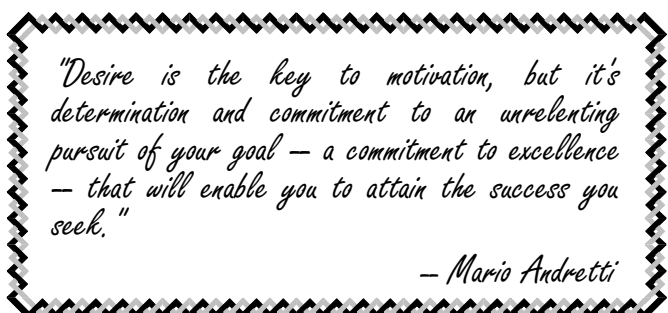 "Desire is the key to motivation, but it's
determination and commitment to an unrelenting
pursuit of your goal -- a commitment to excellence
-- that will enable you to attain the success you
seek."
-- Mario Andretti